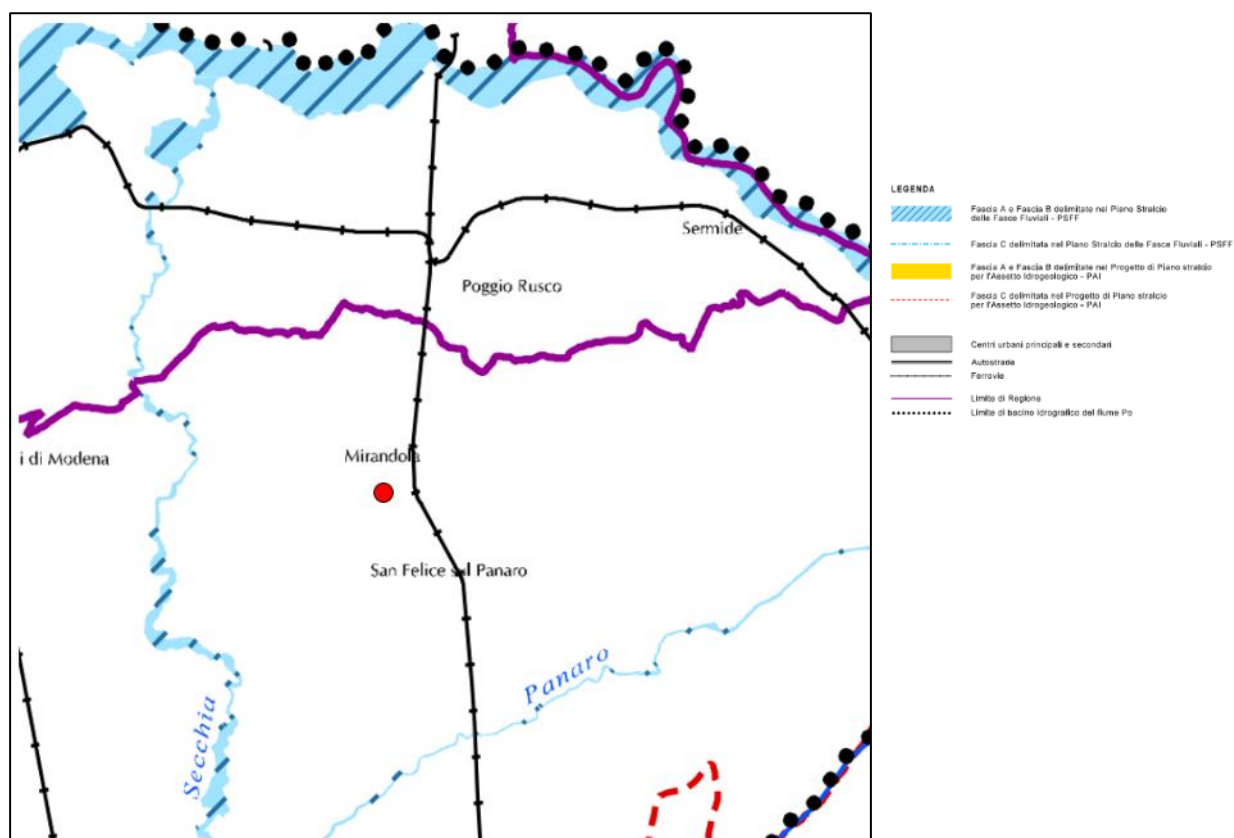 Sermide
Poggio Rusco
i di Modena
Mirandola
San Felice sul Panaro
Panaro
Secchia
LEGENDA
Fascia A e Fascia B delimitate nel Piano Stralcio
delle Fasce Fluviali - PSFF
Fascia C delimitata nel Piano Stralcio delle Fasce Fluviali - PSFF
Fascia A e Fascia B delimitate nel Progetto di Piano stralcio
per l'Assetto Idrogeologico - PAI
Fascia C delimitata nel Progetto di Piano stralcio
per l'Assetto Idrogeologico - PAI
Centri urbani principali e secondari
Autostrade
Ferrovie
Limite di Regione
Limite di bacino idrografico del fiume Po